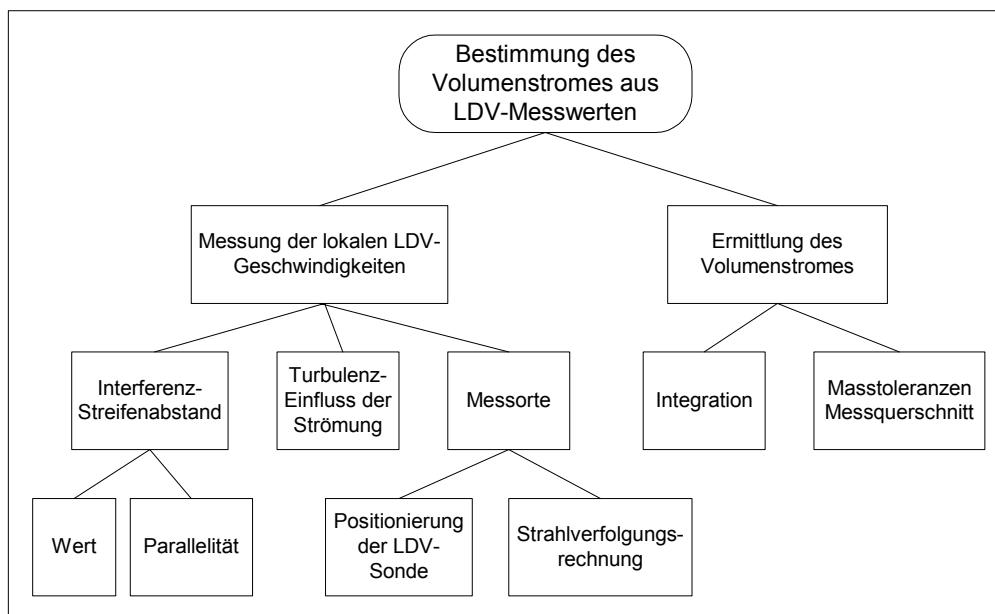 Bestimmung des
Volumenstromes aus
LDV-Messwerten
Messung der lokalen LDV-
Geschwindigkeiten
Ermittlung des
Volumenstromes
Interferenz-
Streifenabstand
Turbulenz-
Einfluss der
Strömung
Messorte
Integration
Masstoleranzen
Messquerschnitt
Wert
Parallelität
Positionierung
der LDV-
Sonde
Strahlverfolgungs-
rechnung